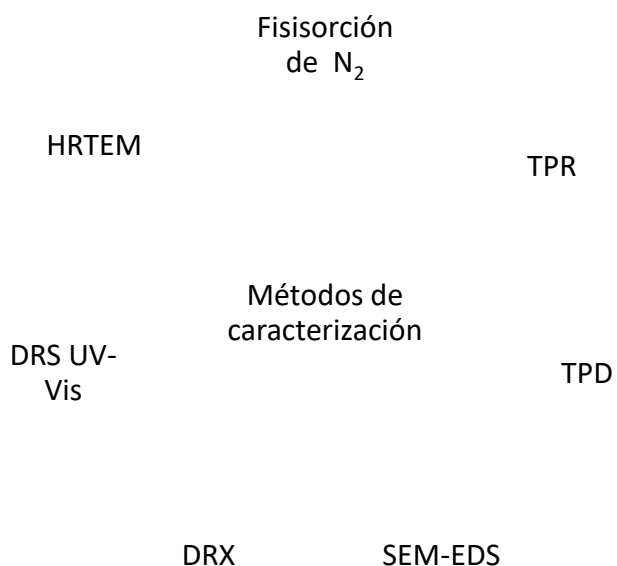 Fisisorción
de N₂
HRTEM
TPR
Métodos de
caracterización
DRS UV-
Vis
TPD
DRX
SEM-EDS